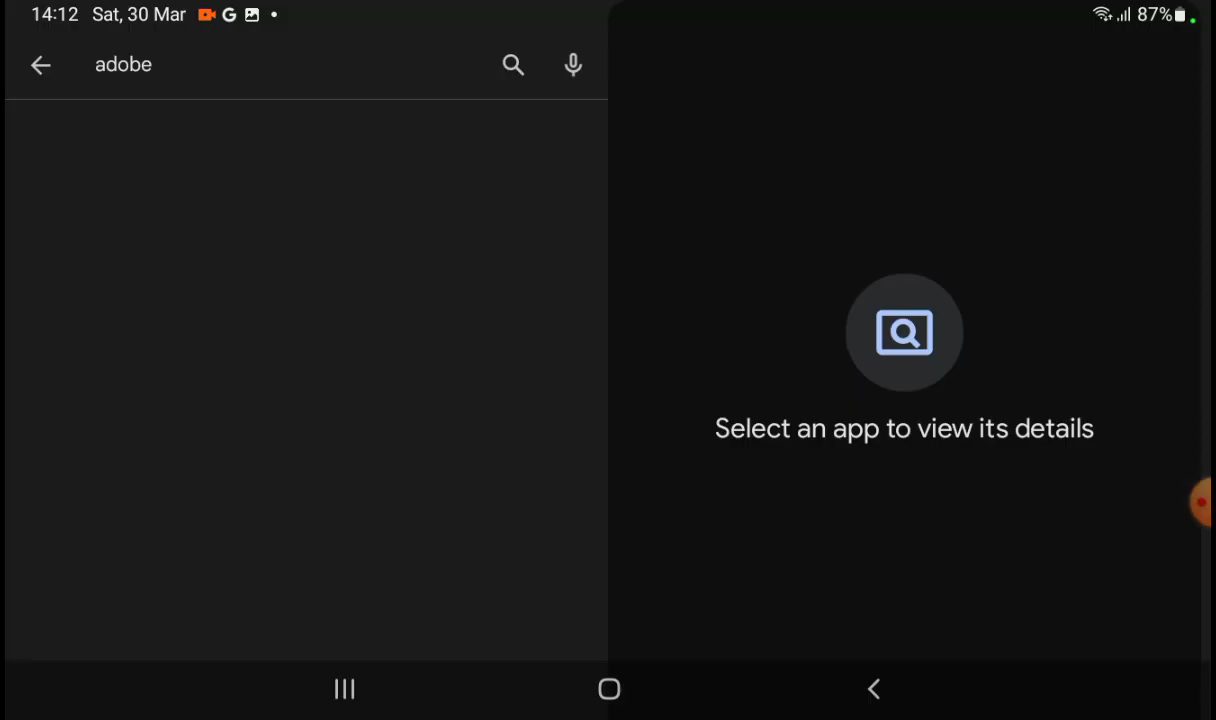 14:12 Sat, 30 Mar G 87%
adobe
Select an app to view its details